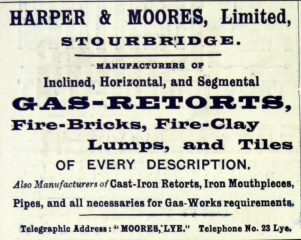 HARPER & MOORES, Limited,
STOURBRIDGE.
MANUFACTURERS OF
Inclined, Horizontal, and Segmental
GAS-RETORTS,
Fire-Bricks, Fire-Clay
Lumps, and Tiles
OF EVERY DESCRIPTION.
Also Manufacturers of Cast-Iron Retorts, Iron Mouthpieces,
Pipes, and all necessaries for Gas-Works requirements.
Telegraphic Address: "MOORES, LYE." Telephone No. 23 Lye.